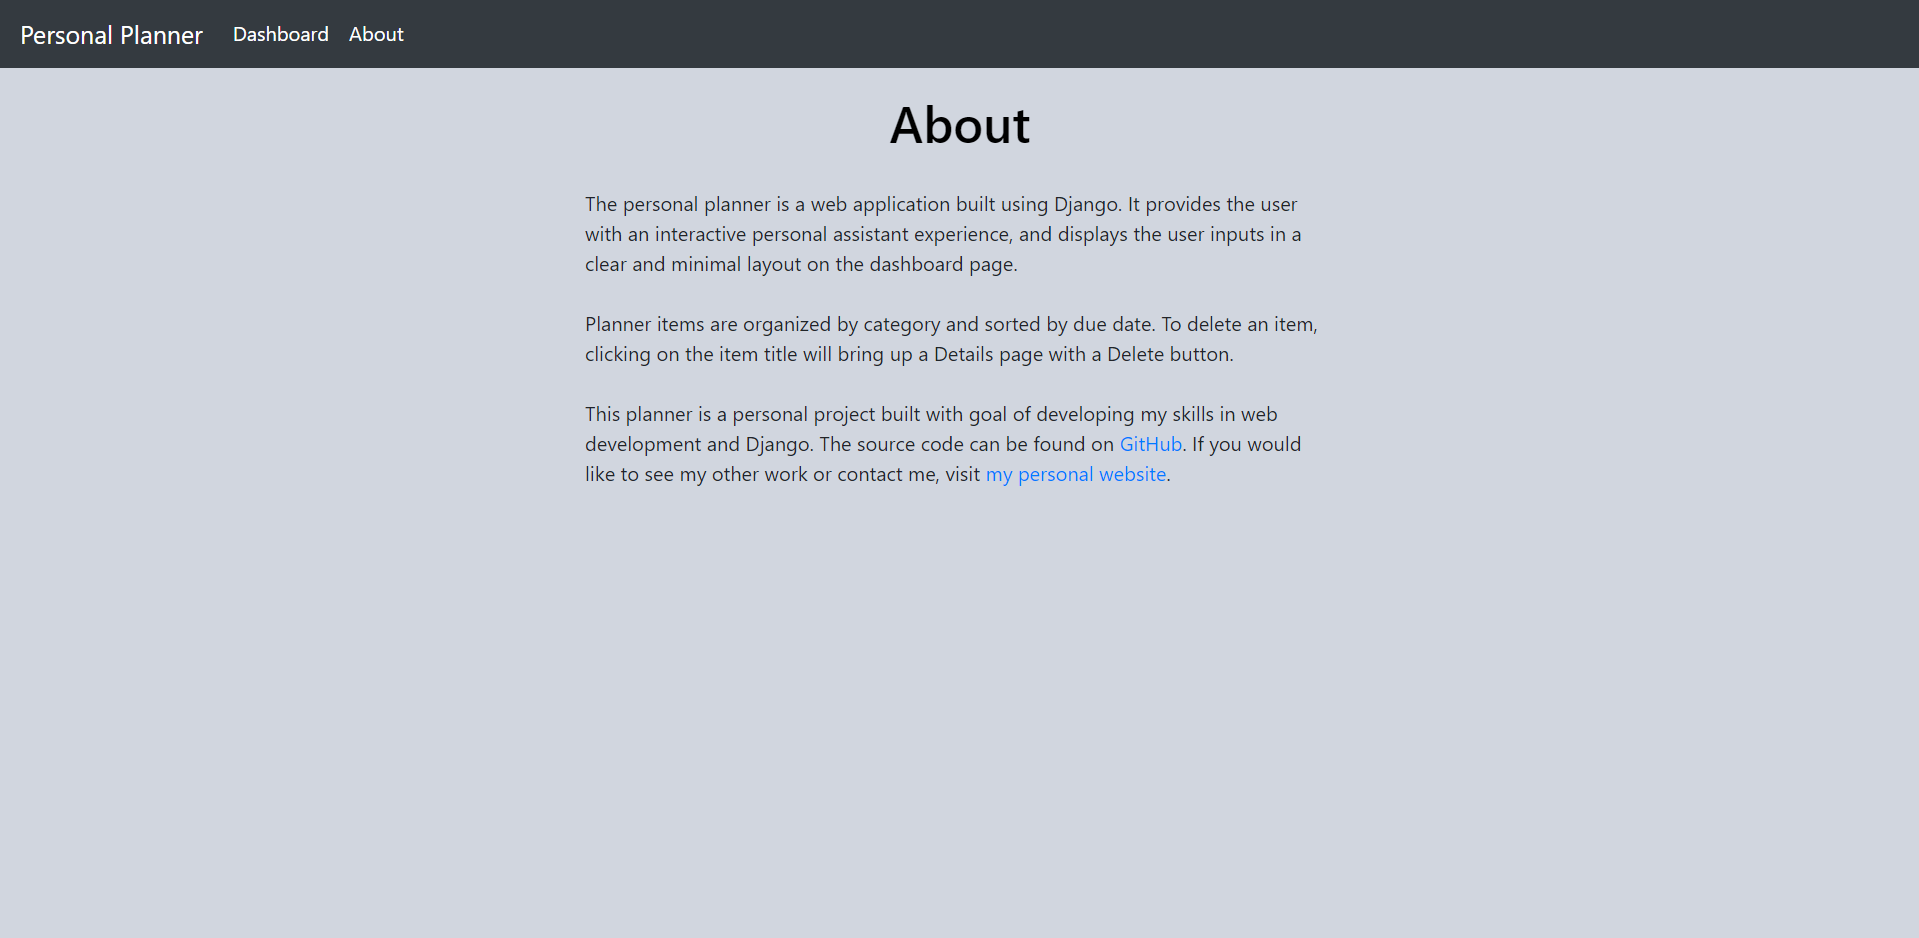 Personal Planner Dashboard About
About
The personal planner is a web application built using Django. It provides the user
with an interactive personal assistant experience, and displays the user inputs in a
clear and minimal layout on the dashboard page.
Planner items are organized by category and sorted by due date. To delete an item,
clicking on the item title will bring up a Details page with a Delete button.
This planner is a personal project built with goal of developing my skills in web
development and Django. The source code can be found on GitHub. If you would
like to see my other work or contact me, visit my personal website.